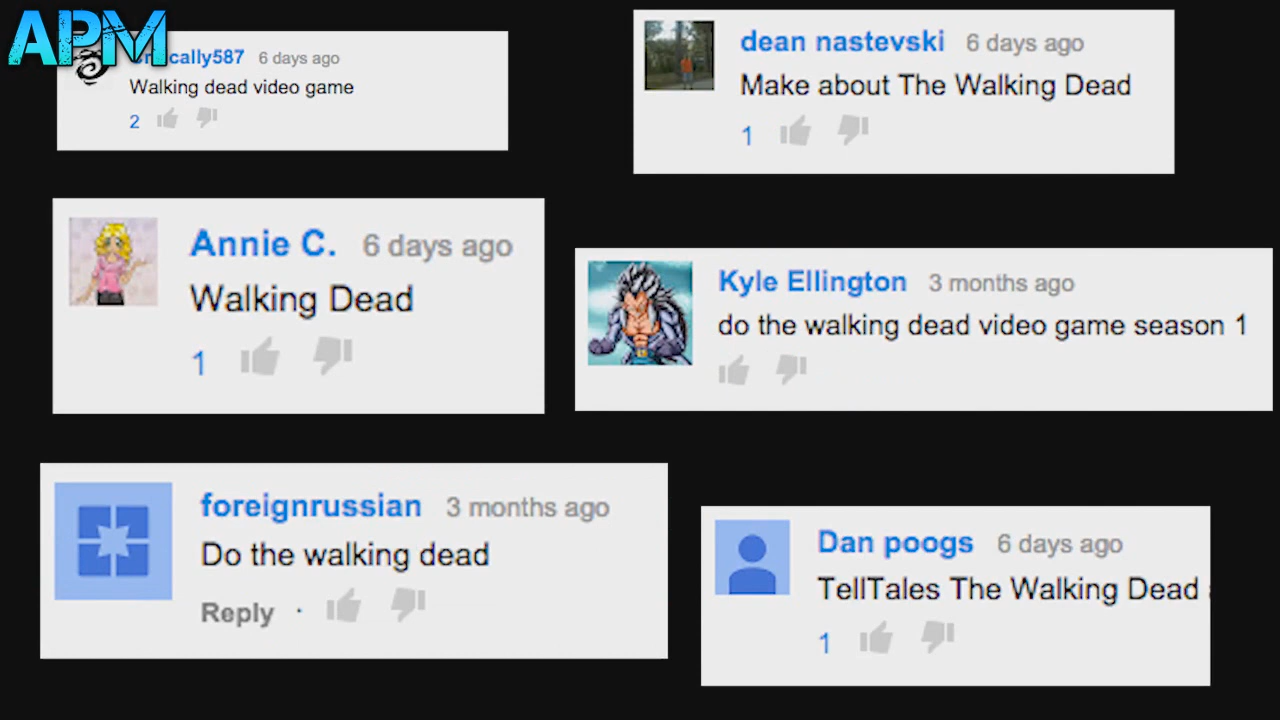 APM
cally587 6 days ago
Walking dead video game
2
dean nastevski 6 days ago
Make about The Walking Dead
1
Annie C. 6 days ago
Walking Dead
1
Kyle Ellington 3 months ago
do the walking dead video game season 1
foreignrussian 3 months ago
Do the walking dead
Reply ·
Dan poogs 6 days ago
TellTales The Walking Dead
1